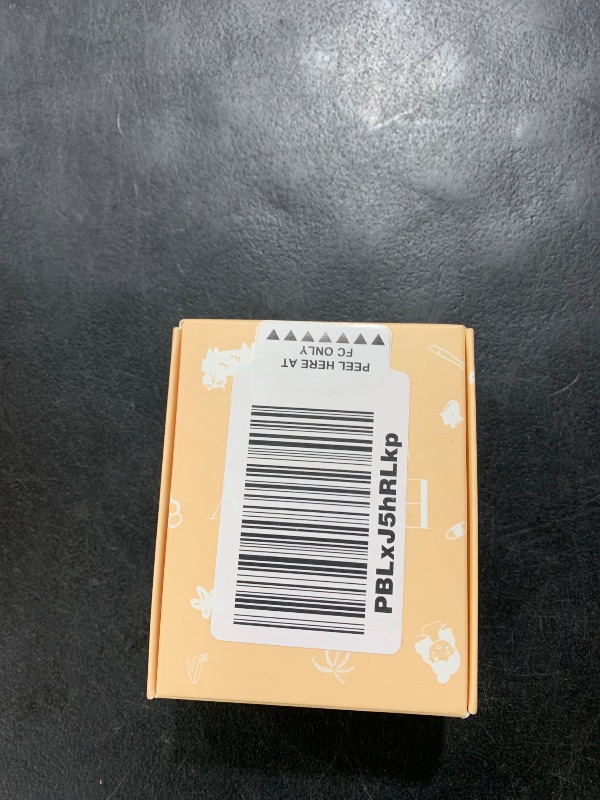 PEEL HERE AT
FC ONLY
PBLxJ5hRLkp